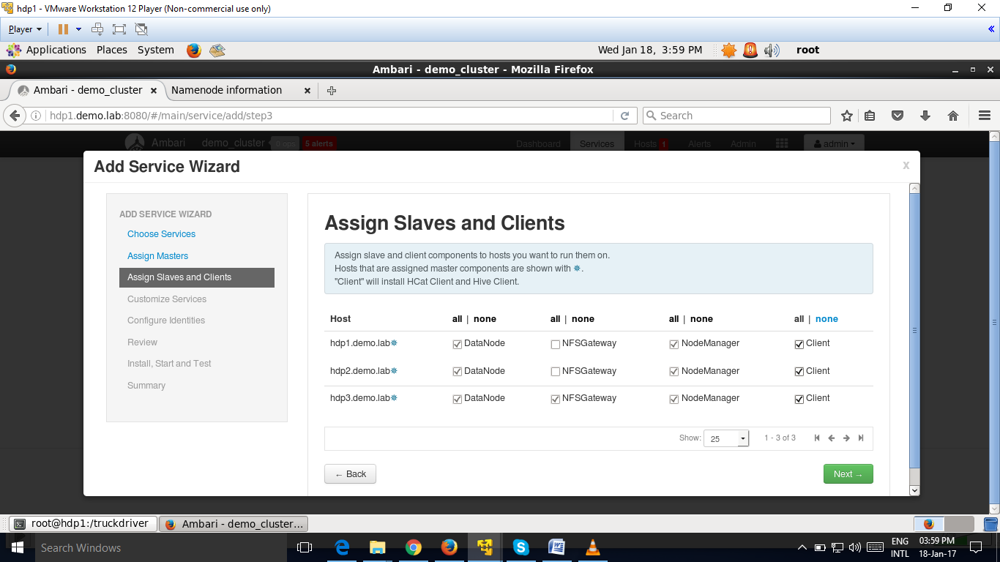 hdp1 - VMware Workstation 12 Player (Non-commercial use only)
Player
Applications Places System Wed Jan 18, 3:59 PM root
Ambari - demo_cluster - Mozilla Firefox
Ambari - demo_cluster Namenode information
hdp1.demo.lab:8080/#/main/service/add/step3 Search
Ambari demo_cluster 0 ops 5 alerts Dashboard Services Hosts 1 Alerts Admin admin
Add Service Wizard x
ADD SERVICE WIZARD
Choose Services
Assign Masters
Assign Slaves and Clients
Customize Services
Configure Identities
Review
Install, Start and Test
Summary
Assign Slaves and Clients
Assign slave and client components to hosts you want to run them on.
Hosts that are assigned master components are shown with ✵.
"Client" will install HCat Client and Hive Client.
Host all | none all | none all | none all | none
hdp1.demo.lab✵ DataNode NFSGateway NodeManager Client
hdp2.demo.lab✵ DataNode NFSGateway NodeManager Client
hdp3.demo.lab✵ DataNode NFSGateway NodeManager Client
Show: 25 1 - 3 of 3
← Back Next →
root@hdp1:/truckdriver Ambari - demo_cluster...
Search Windows ENG 03:59 PM
INTL 18-Jan-17